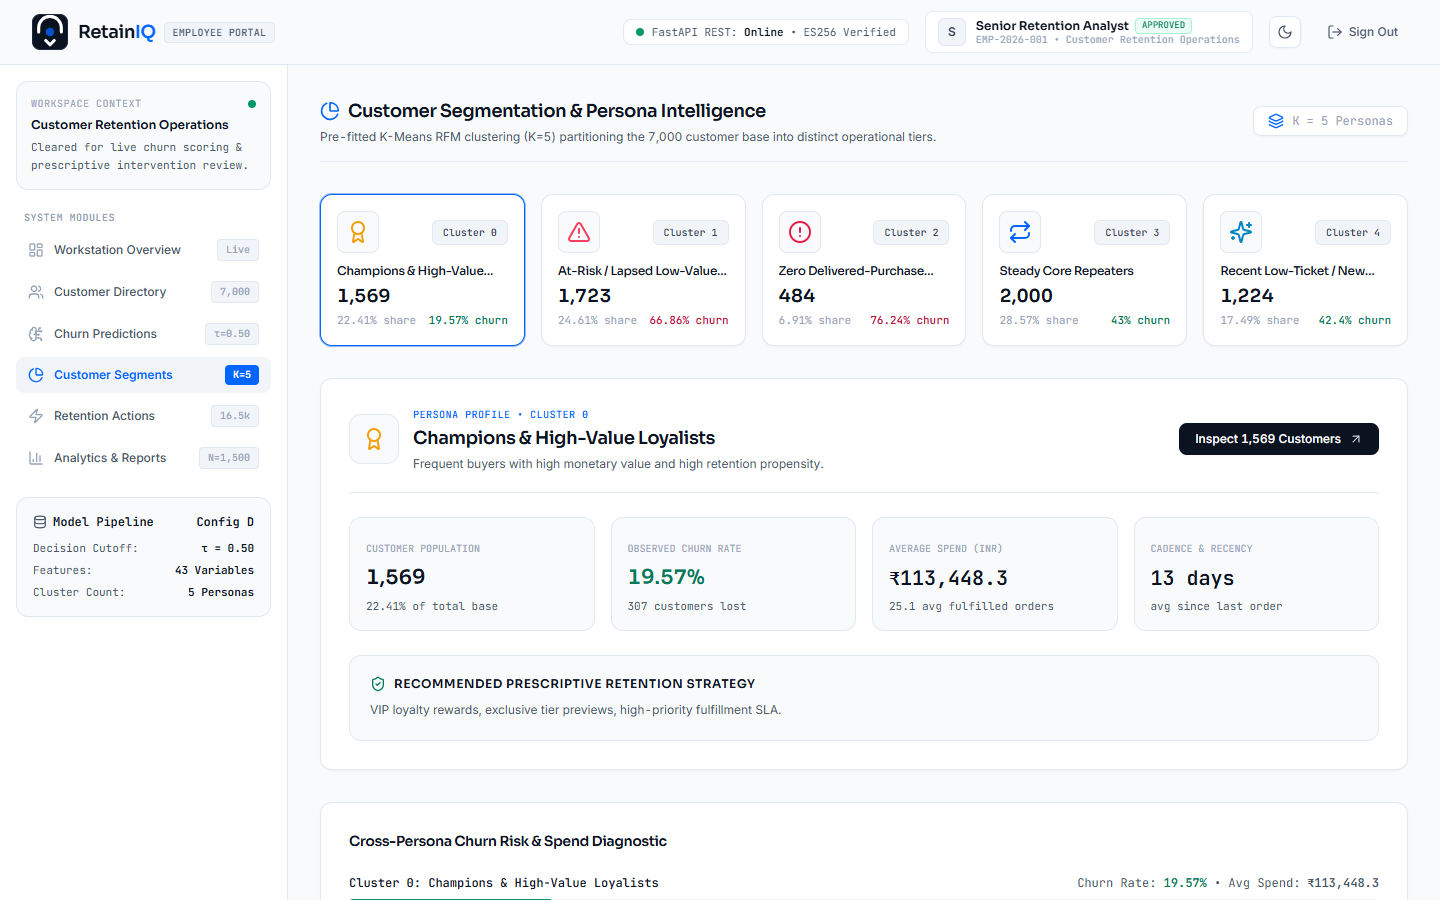 RetainIQ
EMPLOYEE PORTAL
FastAPI REST: Online • ES256 Verified
S
Senior Retention Analyst APPROVED
EMP-2026-001 • Customer Retention Operations
Sign Out
WORKSPACE CONTEXT
Customer Retention Operations
Cleared for live churn scoring &
prescriptive intervention review.
SYSTEM MODULES
Workstation Overview Live
Customer Directory 7,000
Churn Predictions τ=0.50
Customer Segments K=5
Retention Actions 16.5k
Analytics & Reports N=1,500
Model Pipeline Config D
Decision Cutoff: τ = 0.50
Features: 43 Variables
Cluster Count: 5 Personas
Customer Segmentation & Persona Intelligence
Pre-fitted K-Means RFM clustering (K=5) partitioning the 7,000 customer base into distinct operational tiers.
K = 5 Personas
Cluster 0
Champions & High-Value...
1,569
22.41% share 19.57% churn
Cluster 1
At-Risk / Lapsed Low-Value...
1,723
24.61% share 66.86% churn
Cluster 2
Zero Delivered-Purchase...
484
6.91% share 76.24% churn
Cluster 3
Steady Core Repeaters
2,000
28.57% share 43% churn
Cluster 4
Recent Low-Ticket / New...
1,224
17.49% share 42.4% churn
PERSONA PROFILE • CLUSTER 0
Champions & High-Value Loyalists
Frequent buyers with high monetary value and high retention propensity.
Inspect 1,569 Customers
CUSTOMER POPULATION
1,569
22.41% of total base
OBSERVED CHURN RATE
19.57%
307 customers lost
AVERAGE SPEND (INR)
₹113,448.3
25.1 avg fulfilled orders
CADENCE & RECENCY
13 days
avg since last order
RECOMMENDED PRESCRIPTIVE RETENTION STRATEGY
VIP loyalty rewards, exclusive tier previews, high-priority fulfillment SLA.
Cross-Persona Churn Risk & Spend Diagnostic
Cluster 0: Champions & High-Value Loyalists
Churn Rate: 19.57% • Avg Spend: ₹113,448.3